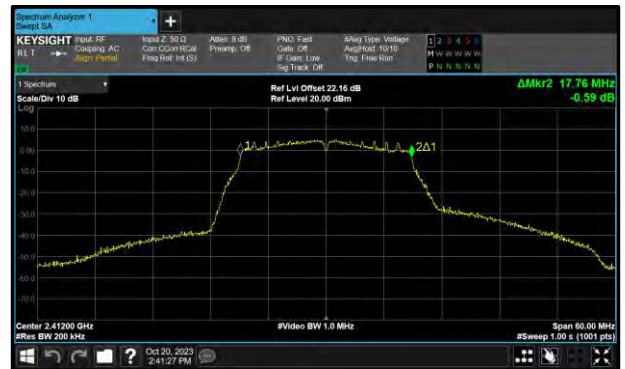 Spectrum Analyzer 1
Swept SA
+
KEYSIGHT Input: RF Input Z: 50 Ω Atten: 8 dB PNO: Fast #Avg Type: Voltage 1 2 3 4 5 6
RLT Coupling: AC Corr CCorr RCal Preamp: Off Gate: Off Avg|Hold: 10/10 M W W W W W
Align: Partial Freq Ref: Int (S) IF Gain: Low Trig: Free Run
Sig Track: Off P N N N N N
1 Spectrum ΔMkr2 17.76 MHz
Ref Lvl Offset 22.16 dB
Scale/Div 10 dB Ref Level 20.00 dBm -0.59 dB
Log
10.0
0.00
1
2Δ1
-10.0
-20.0
-30.0
-40.0
-50.0
-60.0
-70.0
Center 2.41200 GHz #Video BW 1.0 MHz Span 60.00 MHz
#Res BW 200 kHz #Sweep 1.00 s (1001 pts)
? Oct 20, 2023
2:41:27 PM